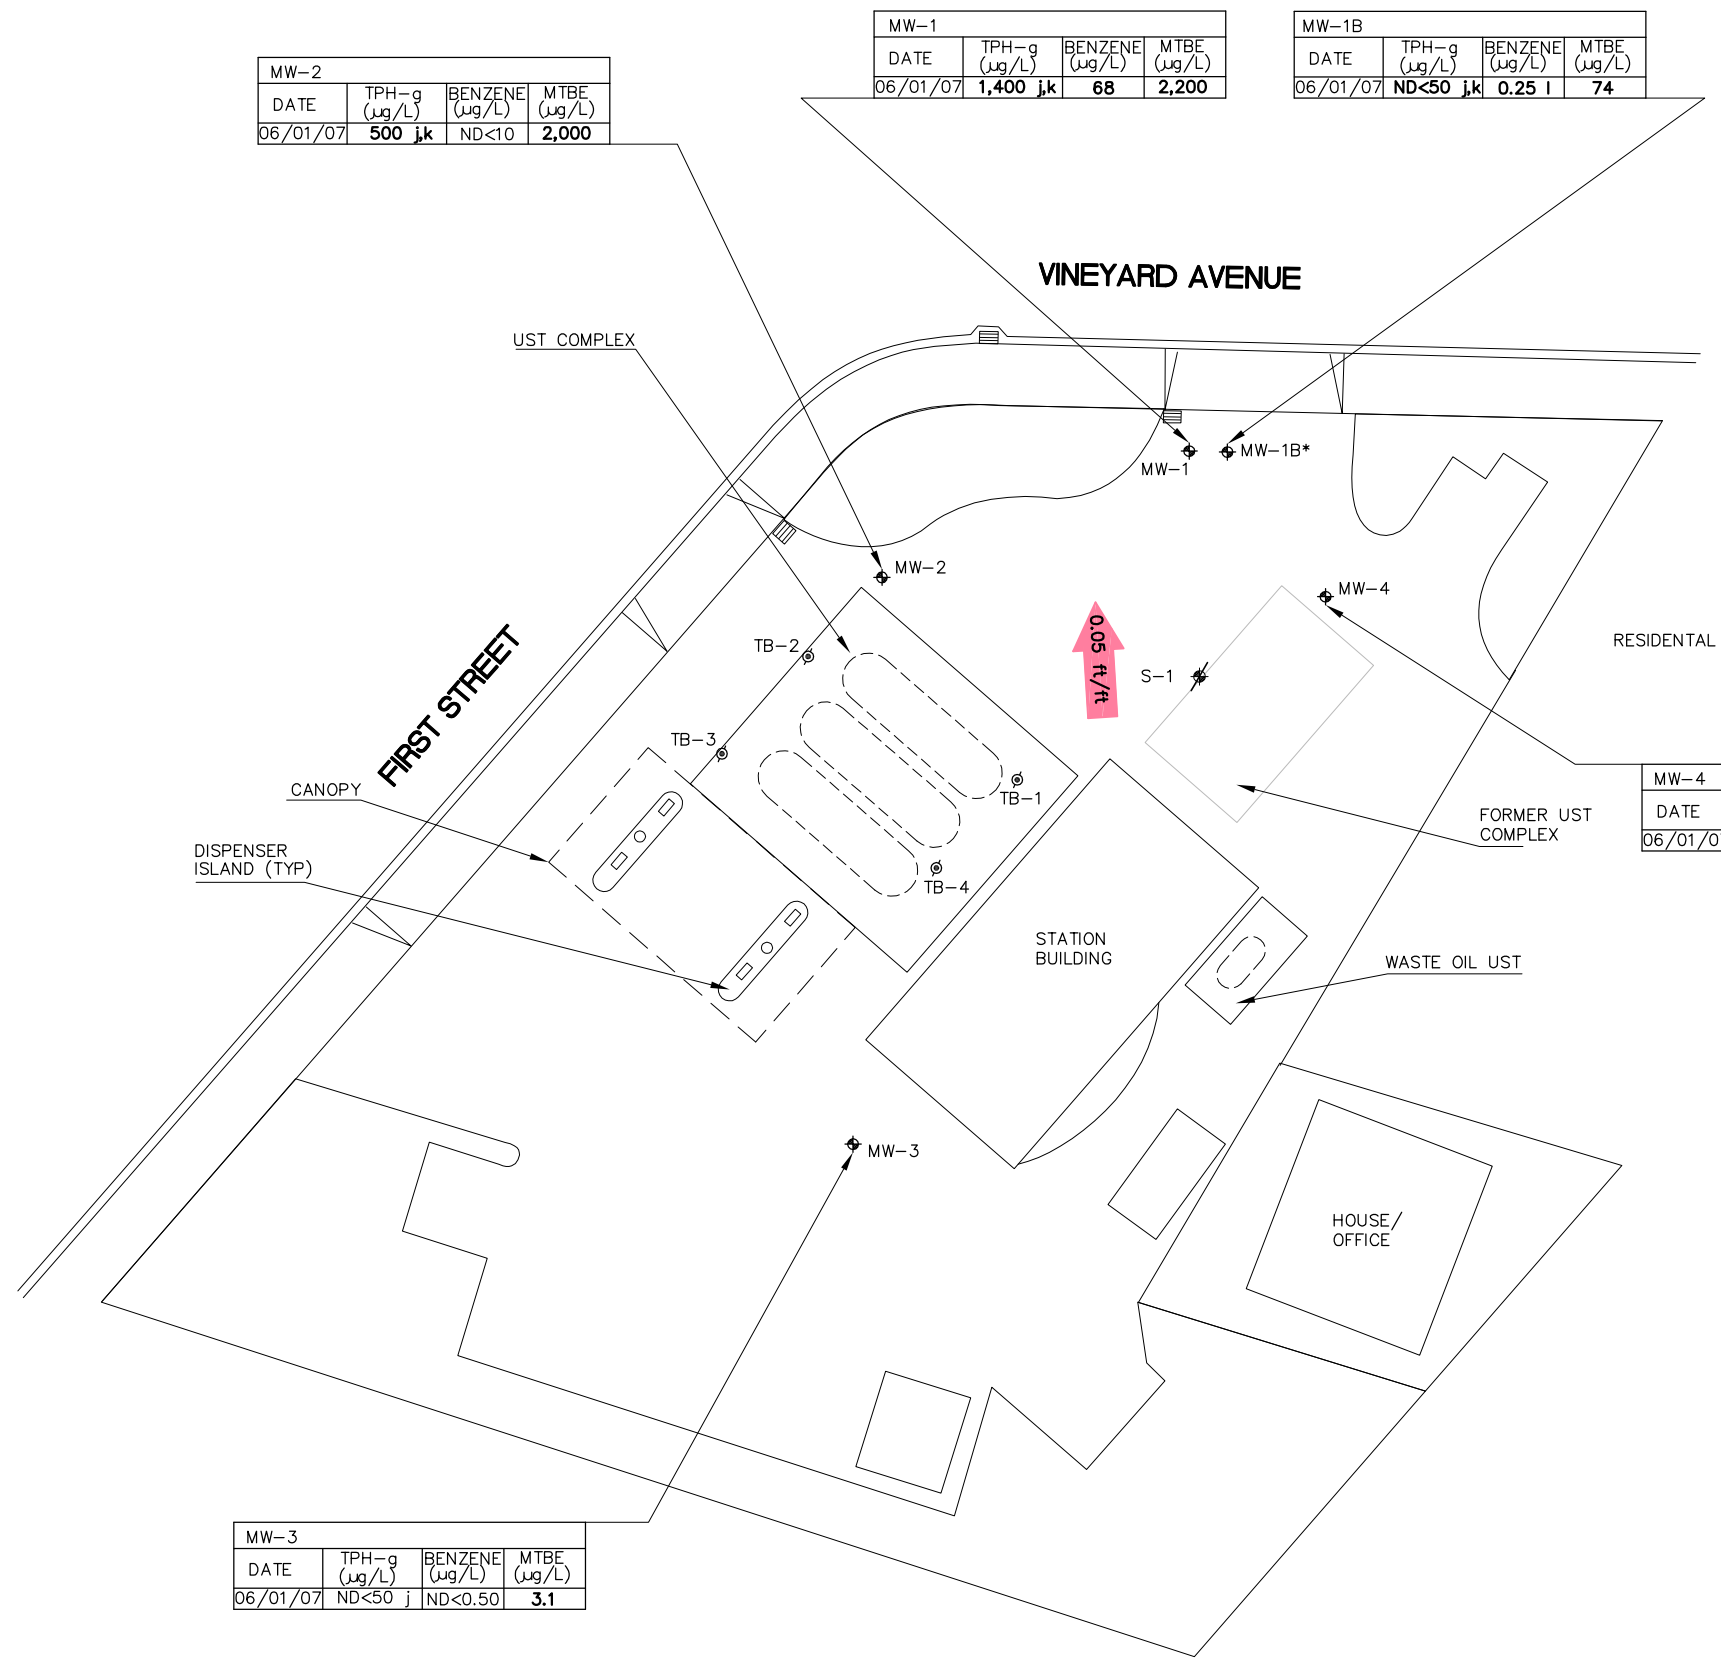 MW-1
DATE TPH-g (µg/L) BENZENE (µg/L) MTBE (µg/L)
06/01/07 1,400 j,k 68 2,200
MW-1B
DATE TPH-g (µg/L) BENZENE (µg/L) MTBE (µg/L)
06/01/07 ND<50 j,k 0.25 l 74
MW-2
DATE TPH-g (µg/L) BENZENE (µg/L) MTBE (µg/L)
06/01/07 500 j,k ND<10 2,000
VINEYARD AVENUE
UST COMPLEX
MW-1
MW-1B*
MW-2
MW-4
0.05 ft/ft
RESIDENTAL
TB-2
S-1
FIRST STREET
TB-3
CANOPY
TB-1
MW-4
DATE
06/01/0
FORMER UST
COMPLEX
DISPENSER
ISLAND (TYP)
TB-4
STATION
BUILDING
WASTE OIL UST
MW-3
HOUSE/
OFFICE
MW-3
DATE TPH-g (µg/L) BENZENE (µg/L) MTBE (µg/L)
06/01/07 ND<50 j ND<0.50 3.1